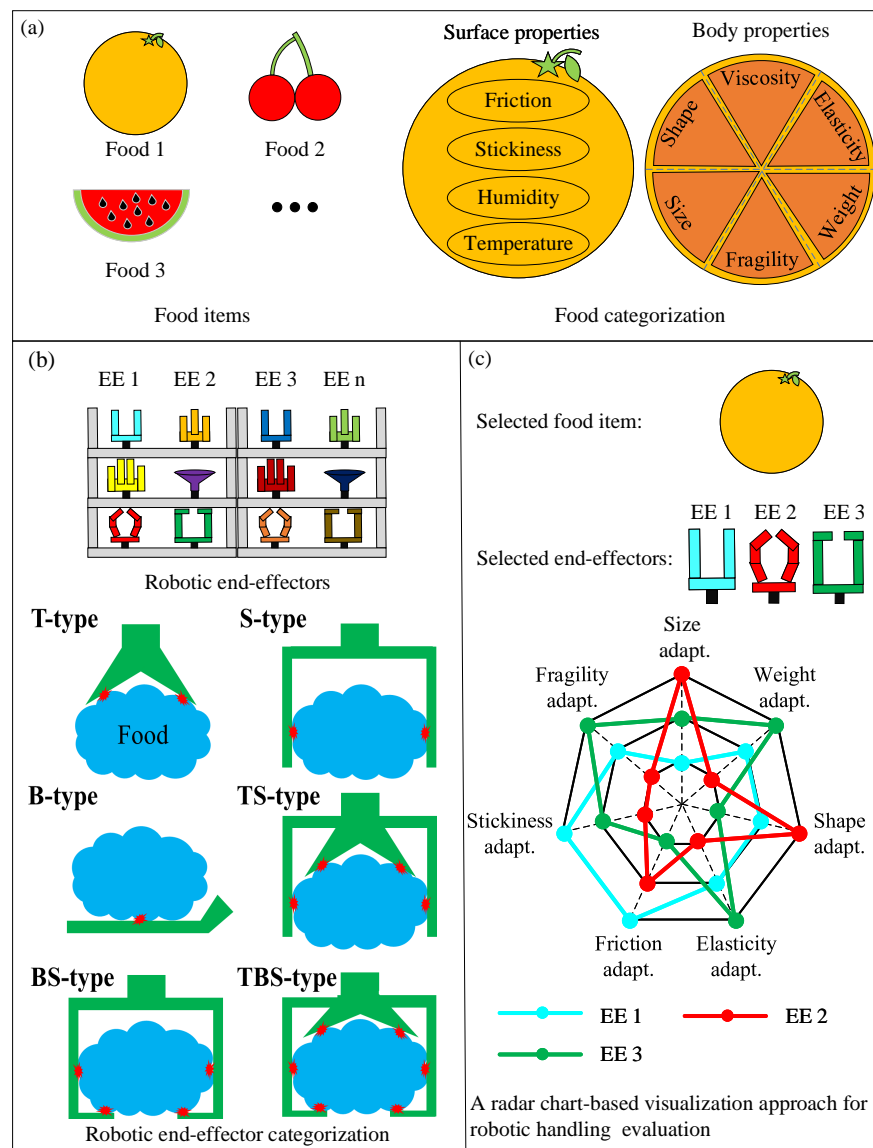 (a)
Food 1
Food 2
Food 3
Food items
Surface properties
Friction
Stickiness
Humidity
Temperature
Body properties
Viscosity
Elasticity
Weight
Fragility
Size
Shape
Food categorization
(b)
EE 1 EE 2 EE 3 EE n
Robotic end-effectors
T-type
S-type
Food
B-type
TS-type
BS-type
TBS-type
Robotic end-effector categorization
(c)
Selected food item:
EE 1 EE 2 EE 3
Selected end-effectors:
Size
adapt.
Fragility
adapt.
Weight
adapt.
Stickiness
adapt.
Shape
adapt.
Friction
adapt.
Elasticity
adapt.
EE 1
EE 2
EE 3
A radar chart-based visualization approach for
robotic handling evaluation